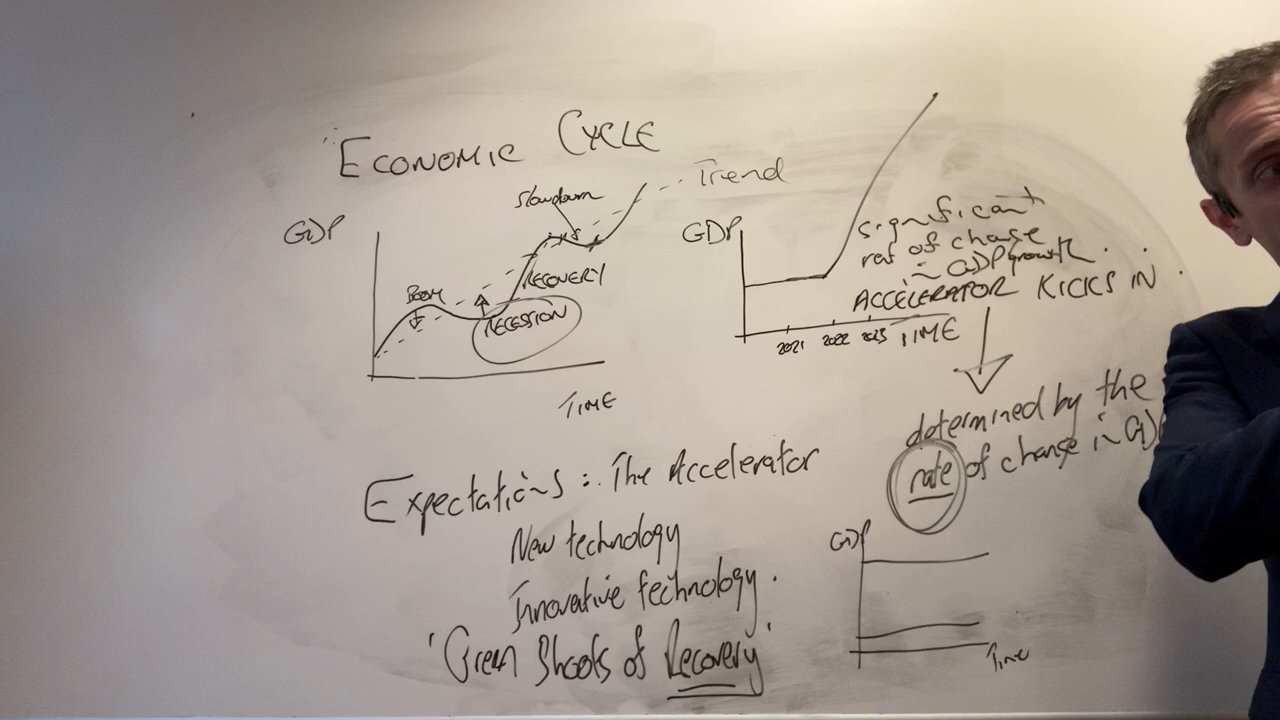 ECONOMIC CYCLE
GDP
BOOM
Slowdown
Trend
RECOVERY
RECESSION
TIME
GDP
significant
rat of change
in GDP growth.
ACCELERATOR KICKS IN
2021 2022 2023 TIME
determined by the
rate of change in GD
GDP
Time
Expectations : The Accelerator
New technology
Innovative technology.
'Green Shoots of Recovery'